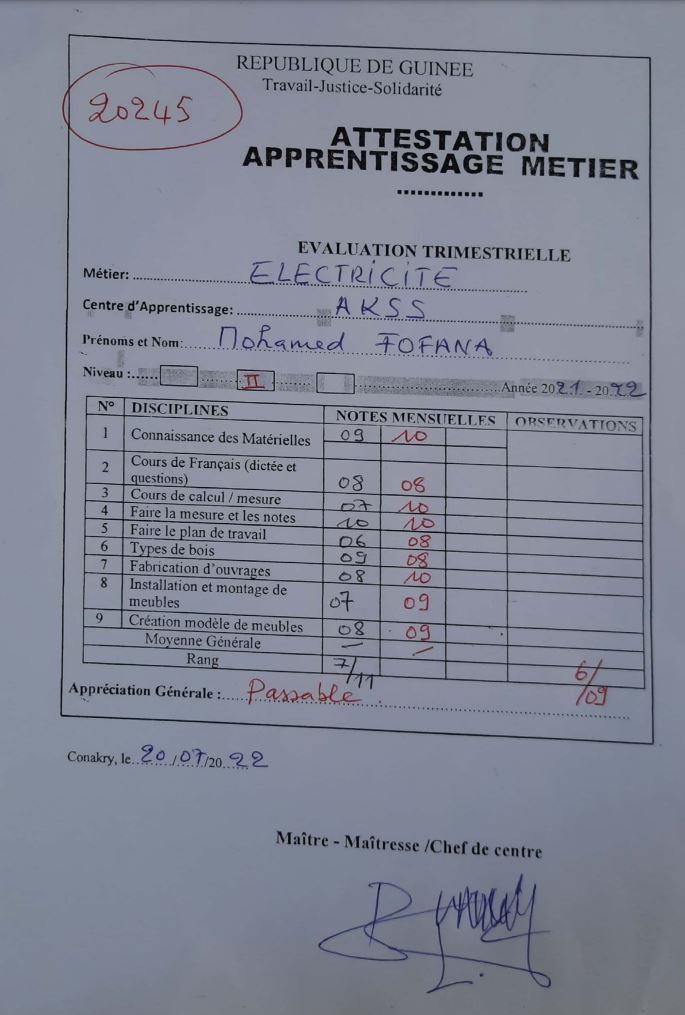 REPUBLIQUE DE GUINEE
Travail-Justice-Solidarité
20245
ATTESTATION
APPRENTISSAGE METIER
.............
EVALUATION TRIMESTRIELLE
Métier: ELECTRICITE
Centre d'Apprentissage: AKSS
Prénoms et Nom: Mohamed FOFANA
Niveau : II Année 2021 - 2022
N° DISCIPLINES NOTES MENSUELLES OBSERVATIONS
1 Connaissance des Matérielles 09 10
2 Cours de Français (dictée et
questions) 08 08
3 Cours de calcul / mesure 07 10
4 Faire la mesure et les notes 10 10
5 Faire le plan de travail 06 08
6 Types de bois 09 08
7 Fabrication d'ouvrages 08 10
8 Installation et montage de
meubles 07 09
9 Création modèle de meubles 08 09
Moyenne Générale — —
Rang 7/11 6/09
Appréciation Générale : Passable.
Conakry, le 20/07/2022
Maître - Maîtresse /Chef de centre